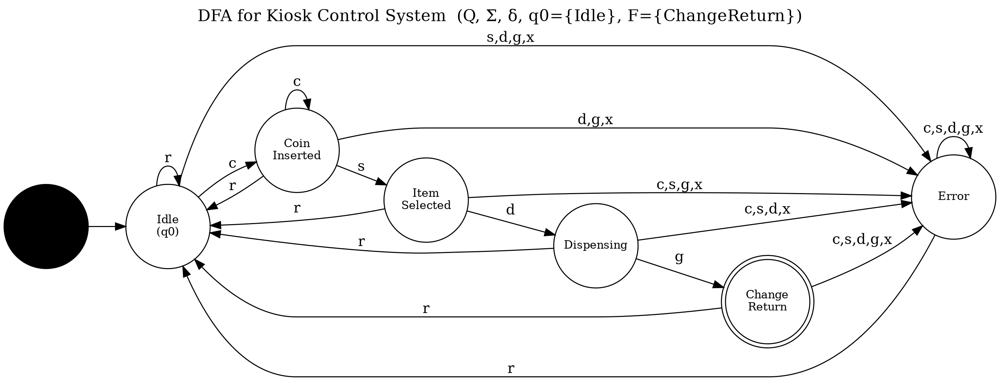 DFA for Kiosk Control System  (Q, Σ, δ, q0={Idle}, F={ChangeReturn})
s,d,g,x
c
d,g,x
c,s,d,g,x
r
c
Coin
Inserted
s
r
c,s,g,x
Item
Selected
Error
r
d
c,s,d,x
Idle
(q0)
r
Dispensing
c,s,d,g,x
g
Change
Return
r
r